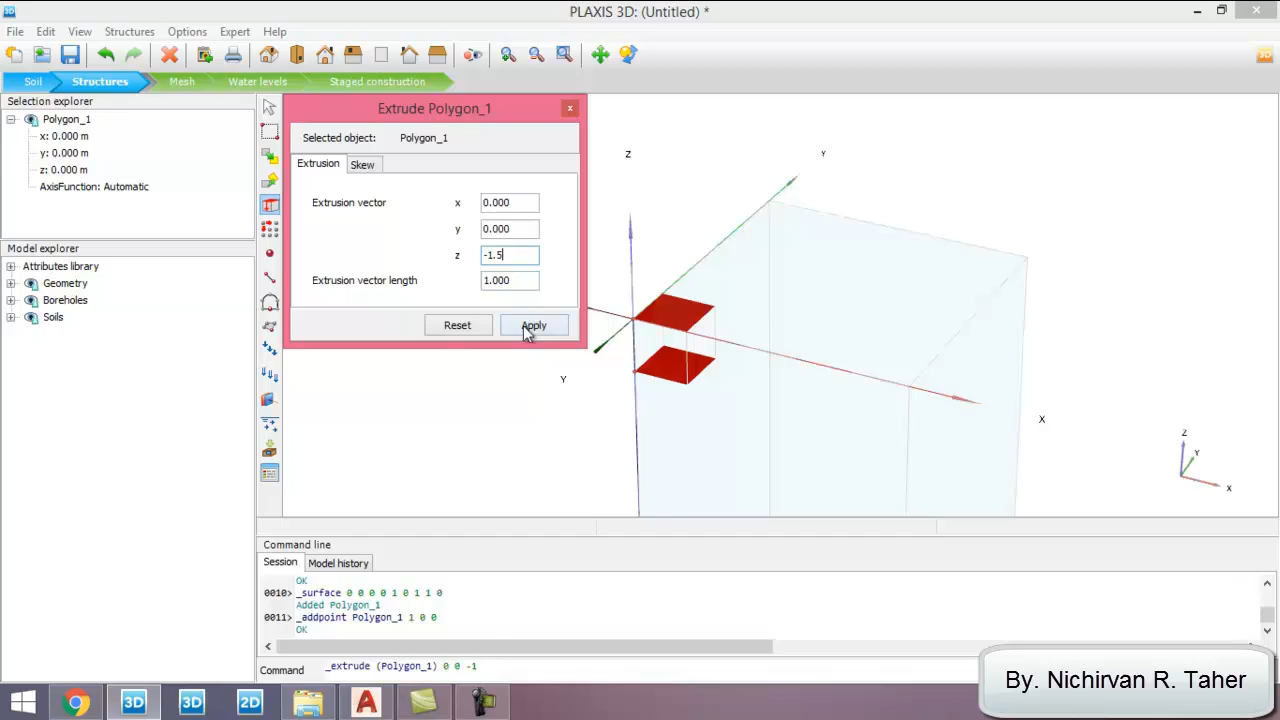 PLAXIS 3D: (Untitled) *
File Edit View Structures Options Expert Help
Soil Structures Mesh Water levels Staged construction
Selection explorer
Polygon_1
x: 0.000 m
y: 0.000 m
z: 0.000 m
AxisFunction: Automatic
Model explorer
Attributes library
Geometry
Boreholes
Soils
Extrude Polygon_1
x
Selected object: Polygon_1
Extrusion Skew
Extrusion vector x 0.000
y 0.000
z -1.5
Extrusion vector length 1.000
Reset Apply
Z
Y
Y
X
Z
Y
X
Command line
Session Model history
OK
0010> _surface 0 0 0 0 1 0 1 1 0
Added Polygon_1
0011> _addpoint Polygon_1 1 0 0
OK
Command _extrude (Polygon_1) 0 0 -1
By. Nichirvan R. Taher
3D 3D 2D A